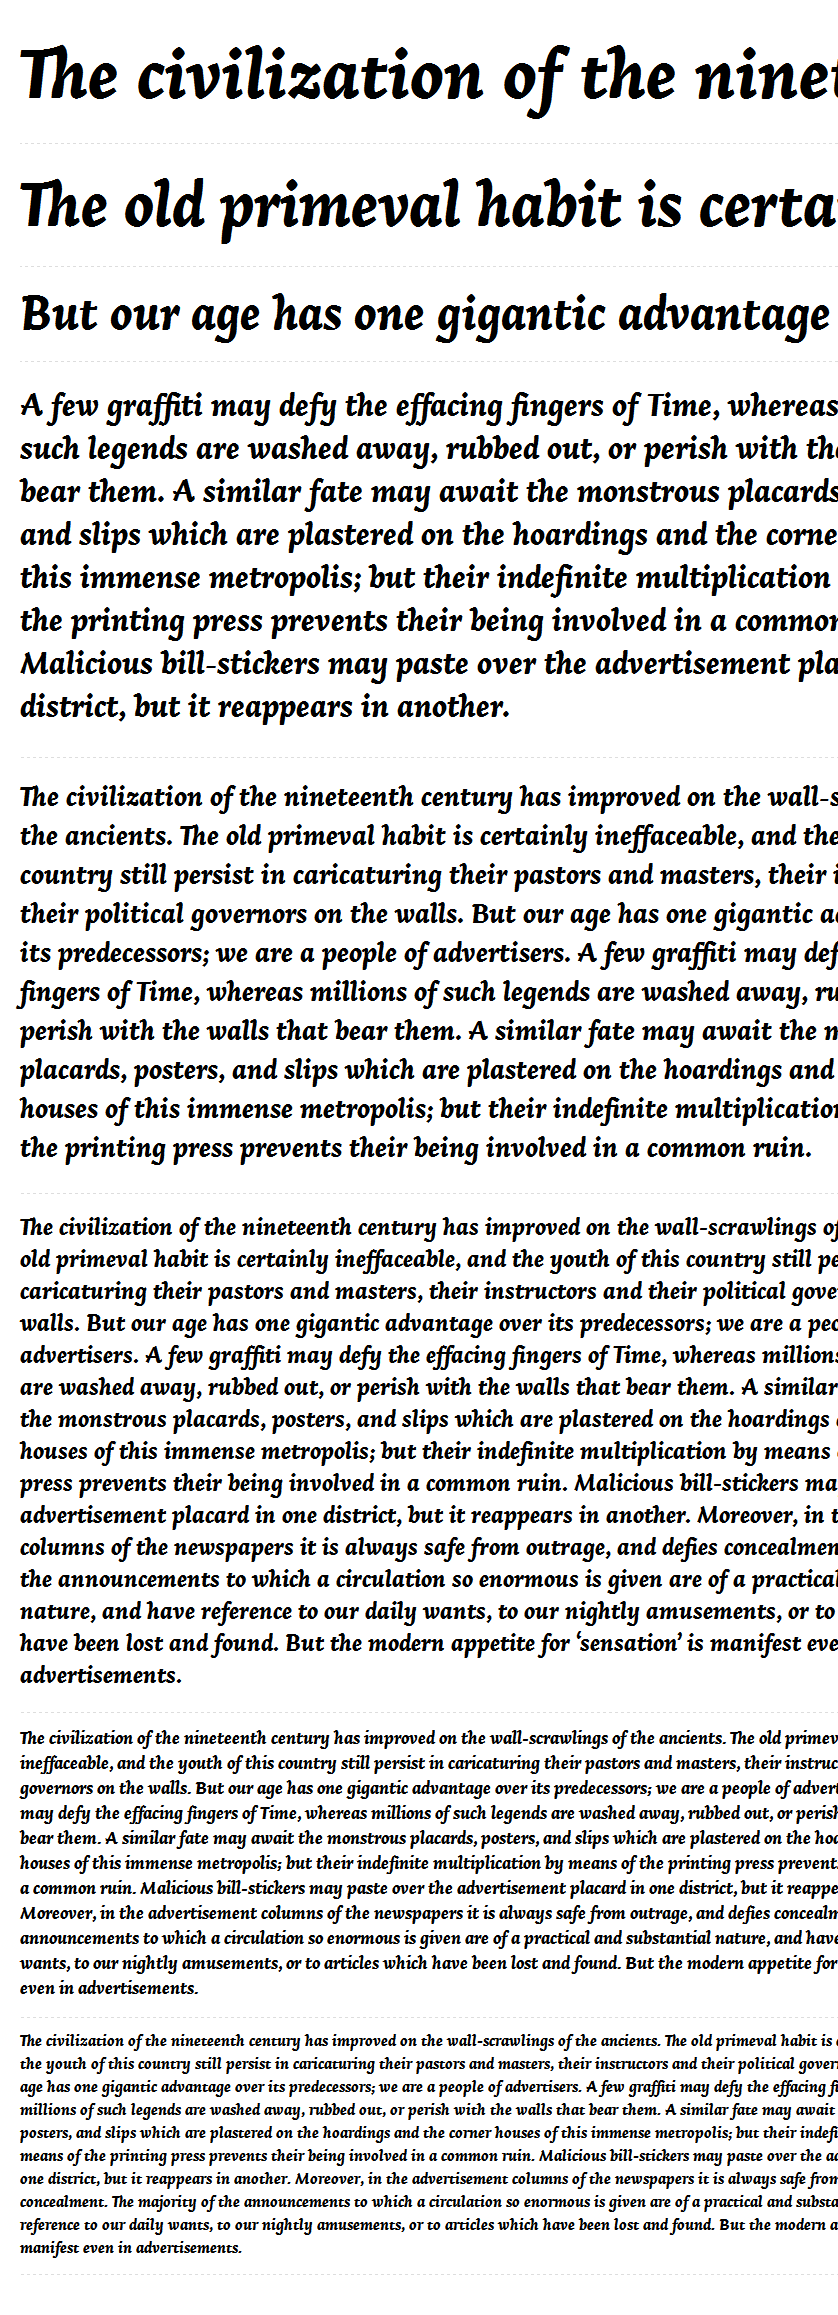 The civilization of the ninet
The old primeval habit is certa
But our age has one gigantic advantage
A few graffiti may defy the effacing fingers of Time, whereas
such legends are washed away, rubbed out, or perish with the
bear them. A similar fate may await the monstrous placards
and slips which are plastered on the hoardings and the corne
this immense metropolis; but their indefinite multiplication
the printing press prevents their being involved in a common
Malicious bill-stickers may paste over the advertisement pla
district, but it reappears in another.
The civilization of the nineteenth century has improved on the wall-s
the ancients. The old primeval habit is certainly ineffaceable, and the
country still persist in caricaturing their pastors and masters, their i
their political governors on the walls. But our age has one gigantic a
its predecessors; we are a people of advertisers. A few graffiti may def
fingers of Time, whereas millions of such legends are washed away, ru
perish with the walls that bear them. A similar fate may await the m
placards, posters, and slips which are plastered on the hoardings and
houses of this immense metropolis; but their indefinite multiplication
the printing press prevents their being involved in a common ruin.
The civilization of the nineteenth century has improved on the wall-scrawlings of
old primeval habit is certainly ineffaceable, and the youth of this country still pe
caricaturing their pastors and masters, their instructors and their political gove
walls. But our age has one gigantic advantage over its predecessors; we are a peo
advertisers. A few graffiti may defy the effacing fingers of Time, whereas millions
are washed away, rubbed out, or perish with the walls that bear them. A similar
the monstrous placards, posters, and slips which are plastered on the hoardings
houses of this immense metropolis; but their indefinite multiplication by means
press prevents their being involved in a common ruin. Malicious bill-stickers ma
advertisement placard in one district, but it reappears in another. Moreover, in t
columns of the newspapers it is always safe from outrage, and defies concealmen
the announcements to which a circulation so enormous is given are of a practical
nature, and have reference to our daily wants, to our nightly amusements, or to
have been lost and found. But the modern appetite for ‘sensation’ is manifest eve
advertisements.
The civilization of the nineteenth century has improved on the wall-scrawlings of the ancients. The old primev
ineffaceable, and the youth of this country still persist in caricaturing their pastors and masters, their instruc
governors on the walls. But our age has one gigantic advantage over its predecessors; we are a people of advert
may defy the effacing fingers of Time, whereas millions of such legends are washed away, rubbed out, or perish
bear them. A similar fate may await the monstrous placards, posters, and slips which are plastered on the hoa
houses of this immense metropolis; but their indefinite multiplication by means of the printing press prevent
a common ruin. Malicious bill-stickers may paste over the advertisement placard in one district, but it reappe
Moreover, in the advertisement columns of the newspapers it is always safe from outrage, and defies concealm
announcements to which a circulation so enormous is given are of a practical and substantial nature, and have
wants, to our nightly amusements, or to articles which have been lost and found. But the modern appetite for
even in advertisements.
The civilization of the nineteenth century has improved on the wall-scrawlings of the ancients. The old primeval habit is
the youth of this country still persist in caricaturing their pastors and masters, their instructors and their political gover
age has one gigantic advantage over its predecessors; we are a people of advertisers. A few graffiti may defy the effacing fi
millions of such legends are washed away, rubbed out, or perish with the walls that bear them. A similar fate may await
posters, and slips which are plastered on the hoardings and the corner houses of this immense metropolis; but their indefi
means of the printing press prevents their being involved in a common ruin. Malicious bill-stickers may paste over the ad
one district, but it reappears in another. Moreover, in the advertisement columns of the newspapers it is always safe from
concealment. The majority of the announcements to which a circulation so enormous is given are of a practical and substa
reference to our daily wants, to our nightly amusements, or to articles which have been lost and found. But the modern a
manifest even in advertisements.